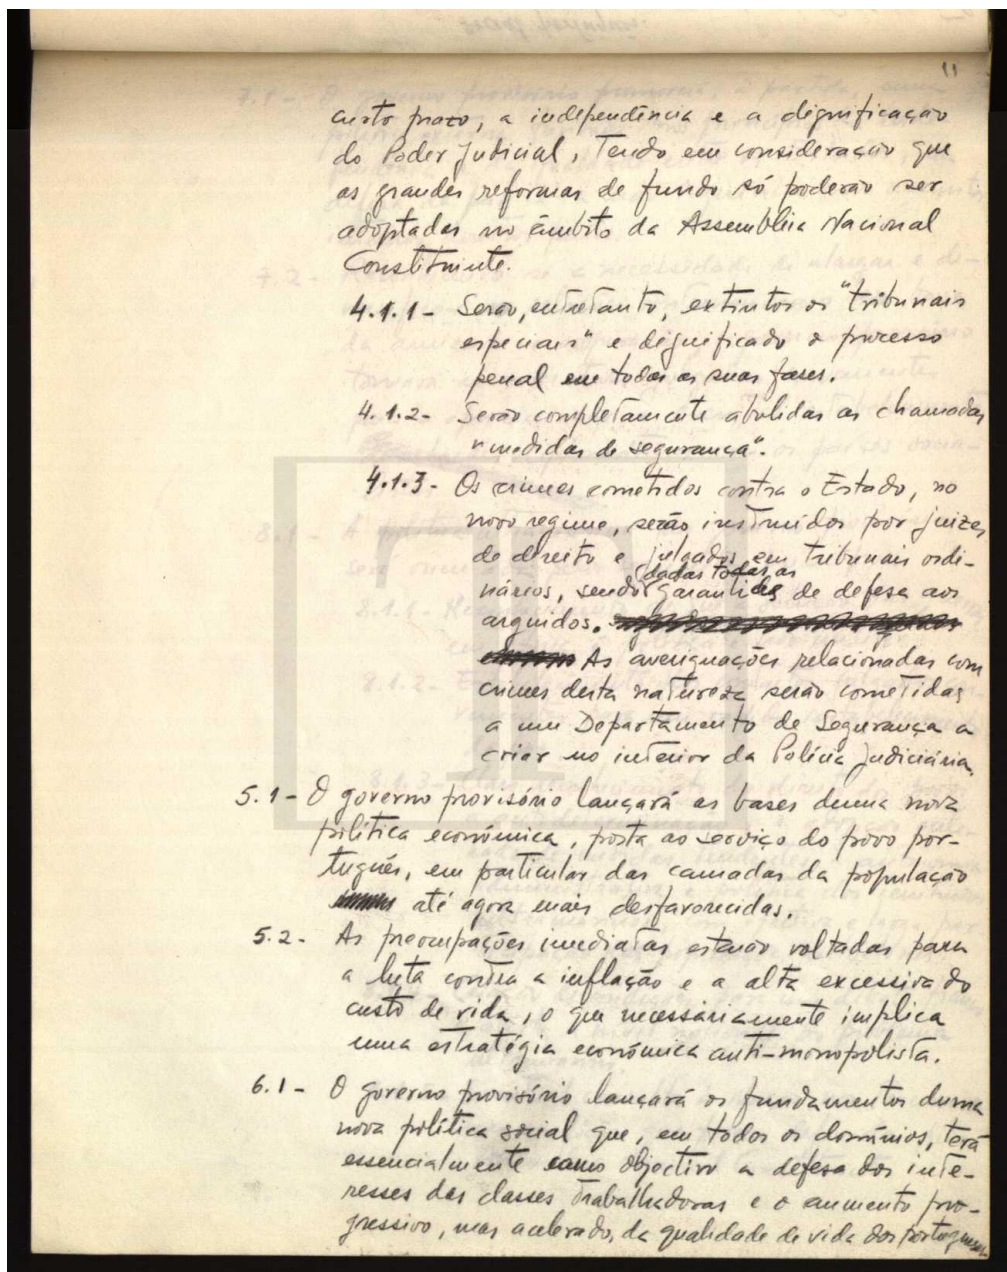 11
curto prazo, a independência e a dignificação
do Poder Judicial, Tendo em consideração que
as grandes reformas de fundo só poderão ser
adoptadas no âmbito da Assembleia Nacional
Constituinte.
4.1.1- Serão, entretanto, extintos os "tribunais
especiais" e dignificado o processo
penal em todas as suas fases.
4.1.2- Serão completamente abolidas as chamadas
"medidas de segurança".
4.1.3- Os crimes cometidos contra o Estado, no
novo regime, serão instruidos por juizes
de direito e julgados em tribunais ordi-
nários, sendo dadas todas as garantias de defesa aos
arguidos.
As averiguações relacionadas com
crimes desta natureza serão cometidas
a um Departamento de Segurança a
criar no interior da Polícia Judiciária.
5.1- O governo provisório lançará as bases duma nova
política económica, posta ao serviço do povo por-
tuguês, em particular das camadas da população
até agora mais desfavorecidas.
5.2- As preocupações imediatas estarão voltadas para
a luta contra a inflação e a alta excessiva do
custo de vida, o que necessáriamente implica
uma estratégia económica anti-monopolista.
6.1- O governo provisório lançará os fundamentos duma
nova política social que, em todos os domínios, terá
essencialmente como objectivo a defesa dos inte-
resses das classes trabalhadoras e o aumento pro-
gressivo, mas acelerado, da qualidade de vida dos portugueses